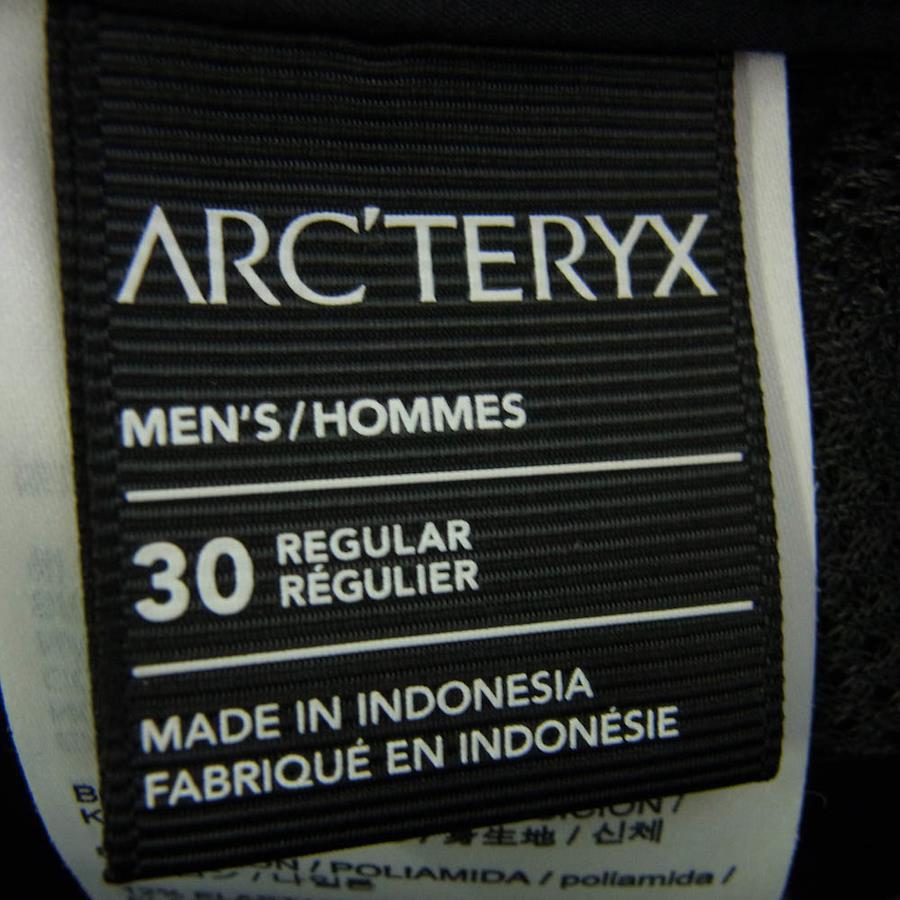 ARC'TERYX
MEN'S / HOMMES
30 REGULAR
RÉGULIER
MADE IN INDONESIA
FABRIQUÉ EN INDONÉSIE
/ 身生地 / 신체
/ POLIAMIDA / poliamida /